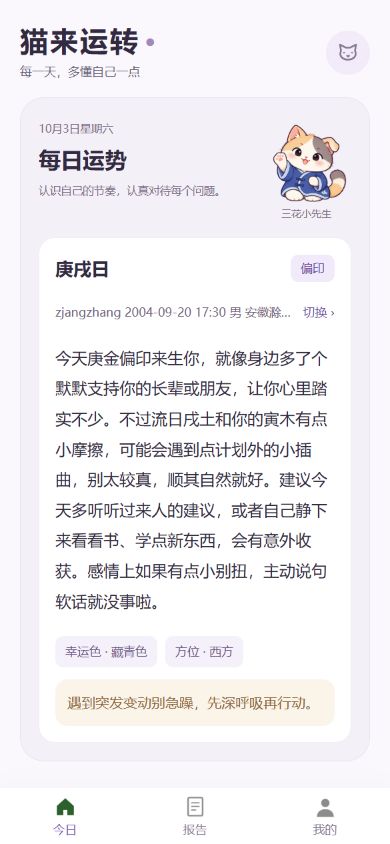 猫来运转
每一天，多懂自己一点
10月3日星期六
每日运势
认识自己的节奏，认真对待每个问题。
三花小先生
庚戌日
偏印
zjangzhang 2004-09-20 17:30 男 安徽滁... 切换 ›
今天庚金偏印来生你，就像身边多了个
默默支持你的长辈或朋友，让你心里踏
实不少。不过流日戌土和你的寅木有点
小摩擦，可能会遇到点计划外的小插
曲，别太较真，顺其自然就好。建议今
天多听听过来人的建议，或者自己静下
来看看书、学点新东西，会有意外收
获。感情上如果有点小别扭，主动说句
软话就没事啦。
幸运色 · 藏青色
方位 · 西方
遇到突发变动别急躁，先深呼吸再行动。
今日
报告
我的